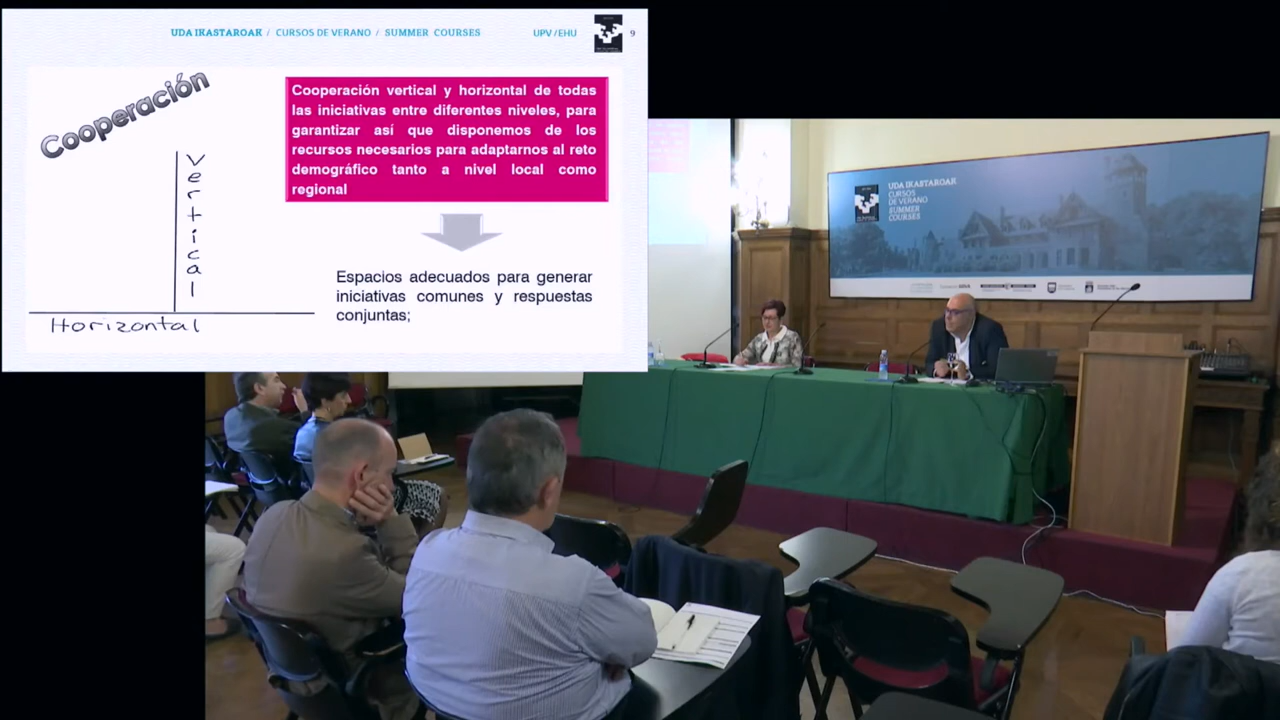 UDA IKASTAROAK / CURSOS DE VERANO / SUMMER COURSES
UPV/EHU
9
Cooperación
Vertical
Horizontal
Cooperación vertical y horizontal de todas
las iniciativas entre diferentes niveles, para
garantizar así que disponemos de los
recursos necesarios para adaptarnos al reto
demográfico tanto a nivel local como
regional
Espacios adecuados para generar
iniciativas comunes y respuestas
conjuntas;
UDA IKASTAROAK
CURSOS
DE VERANO
SUMMER
COURSES